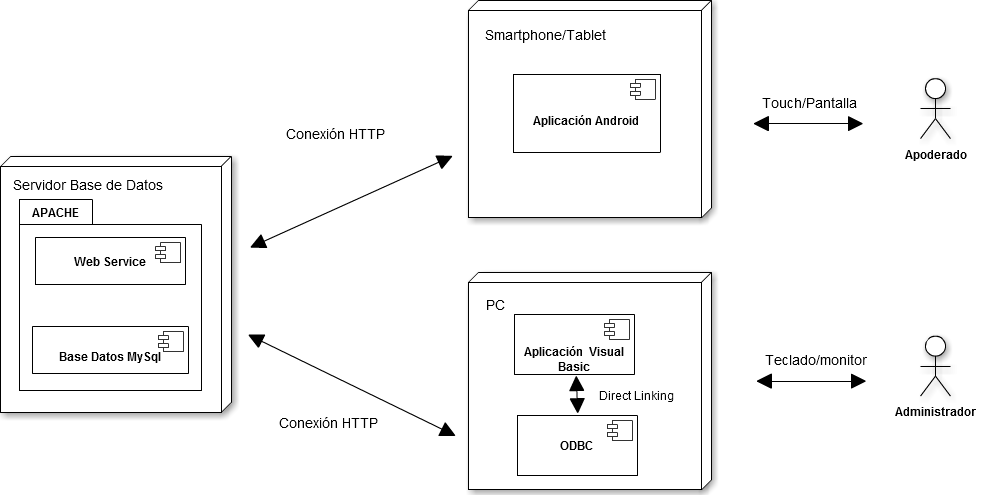 Smartphone/Tablet
Aplicación Android
Touch/Pantalla
Apoderado
Conexión HTTP
Servidor Base de Datos
APACHE
Web Service
Base Datos MySql
Conexión HTTP
PC
Aplicación Visual
Basic
Direct Linking
ODBC
Teclado/monitor
Administrador